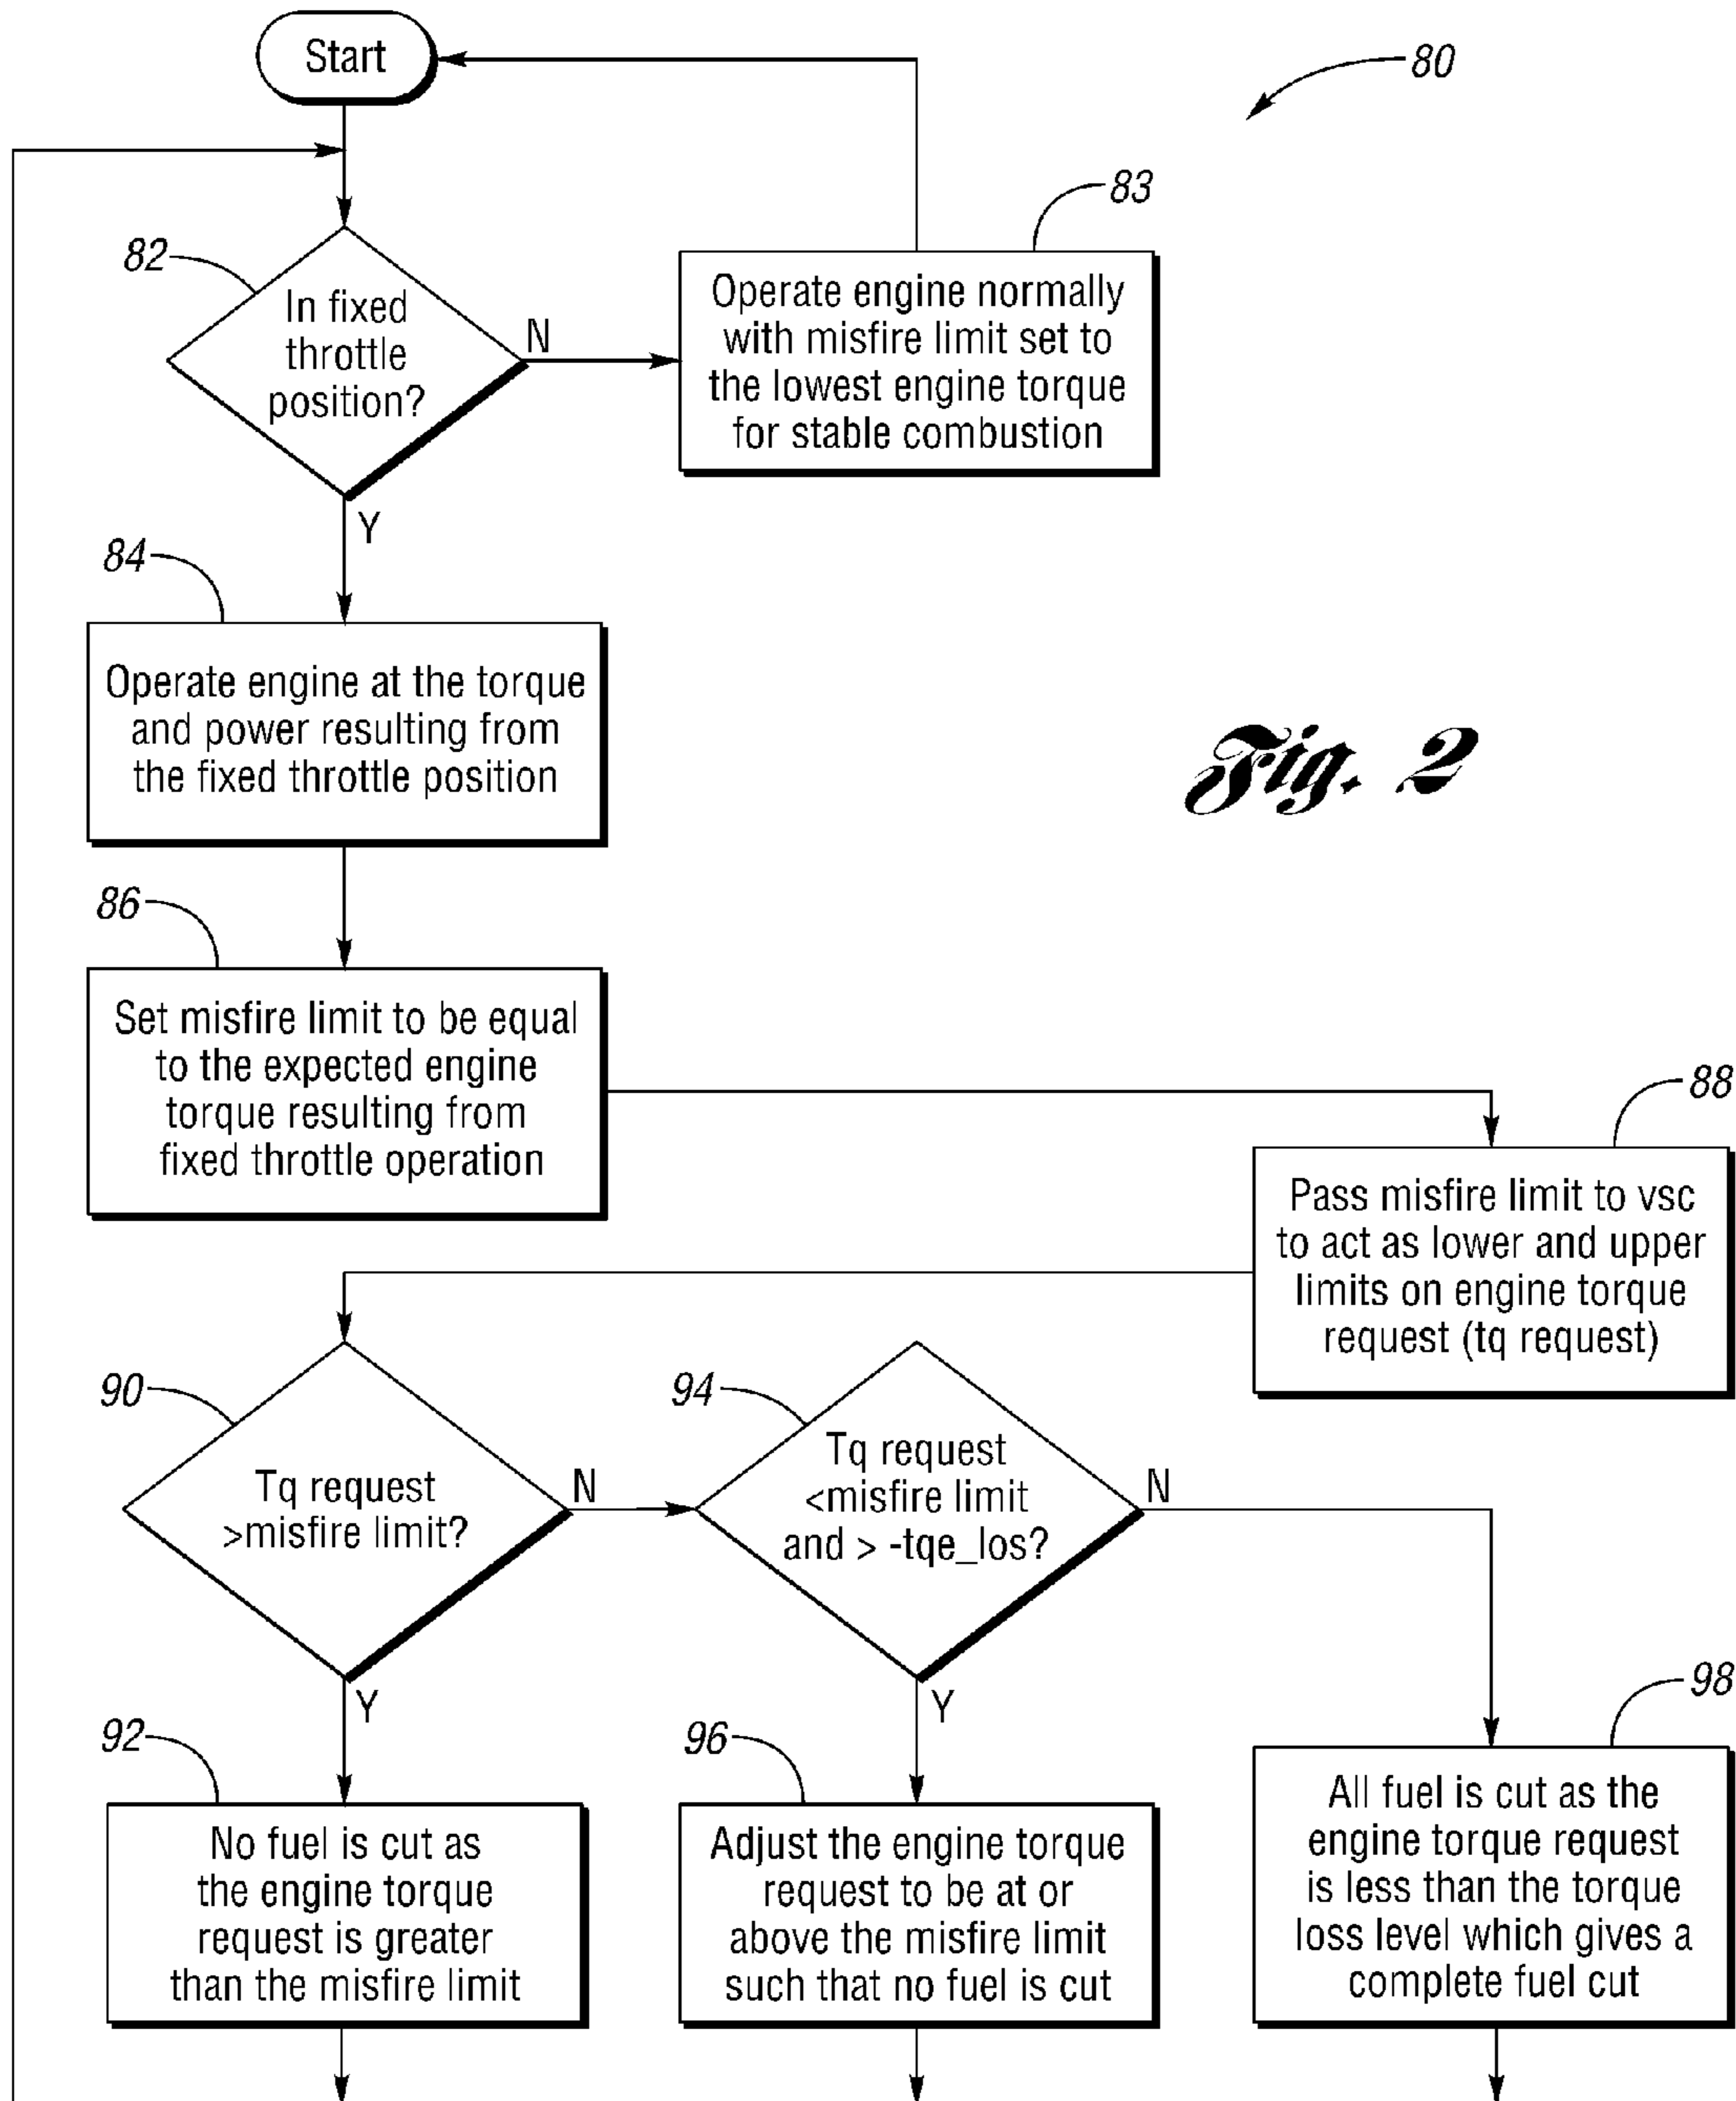 Start
80
83
82
In fixed
throttle
position?
N
Operate engine normally
with misfire limit set to
the lowest engine torque
for stable combustion
Y
84
Operate engine at the torque
and power resulting from
the fixed throttle position
Fig. 2
86
Set misfire limit to be equal
to the expected engine
torque resulting from
fixed throttle operation
88
Pass misfire limit to vsc
to act as lower and upper
limits on engine torque
request (tq request)
90
Tq request
>misfire limit?
N
94
Tq request
<misfire limit
and > -tqe_los?
N
Y
Y
92
No fuel is cut as
the engine torque
request is greater
than the misfire limit
96
Adjust the engine torque
request to be at or
above the misfire limit
such that no fuel is cut
98
All fuel is cut as the
engine torque request
is less than the torque
loss level which gives a
complete fuel cut